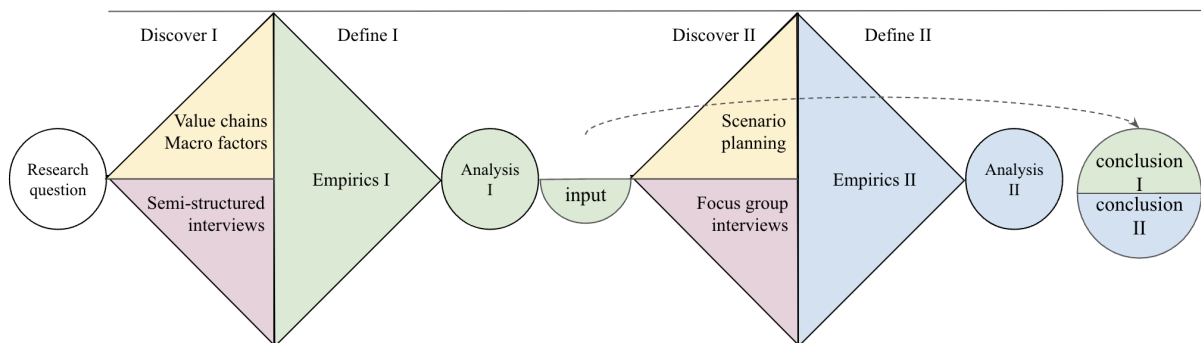 Discover I
Define I
Discover II
Define II
Research
question
Value chains
Macro factors
Semi-structured
interviews
Empirics I
Analysis
I
input
Scenario
planning
Focus group
interviews
Empirics II
Analysis
II
conclusion
I
conclusion
II